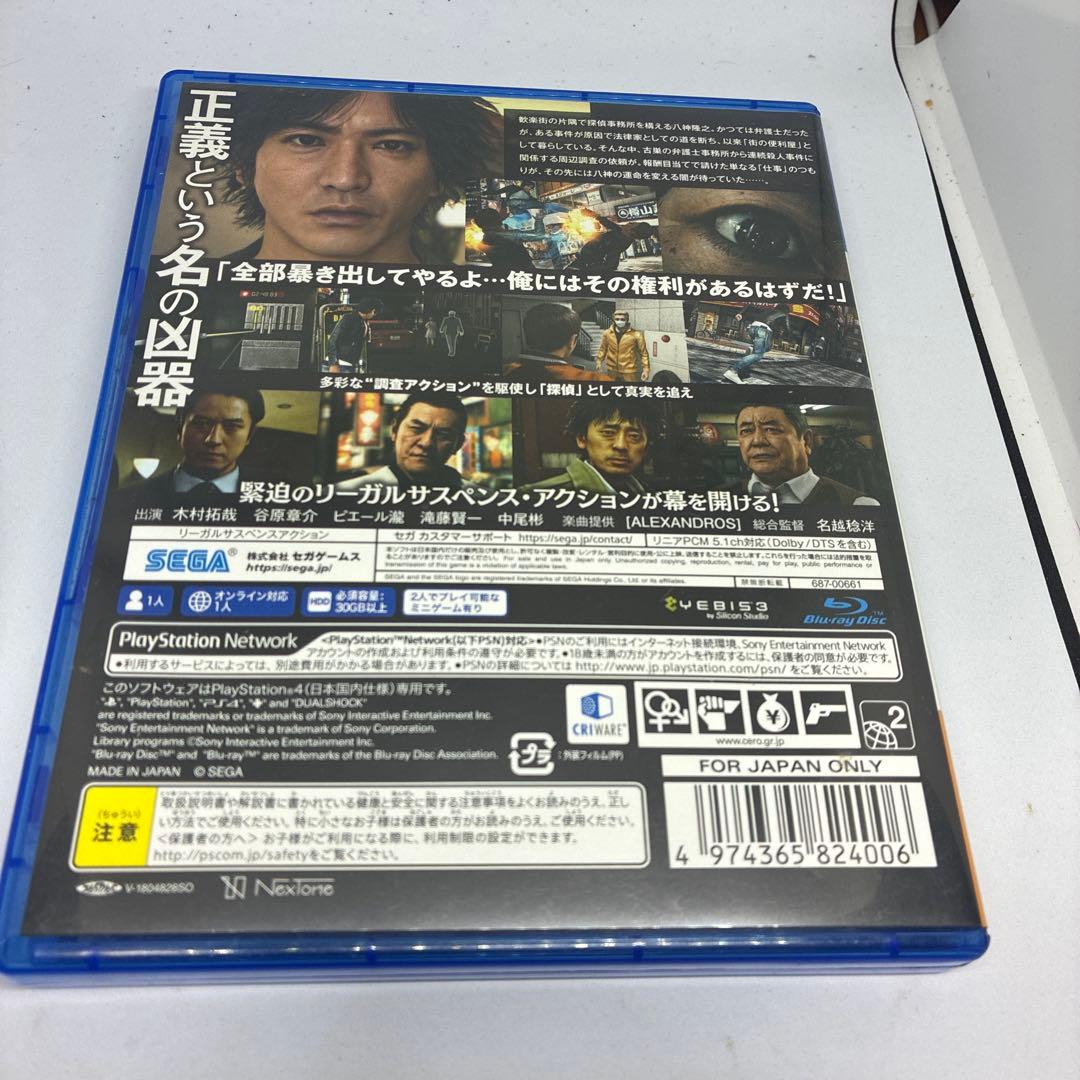 正義という名の凶器
歓楽街の片隅で探偵事務所を構える八神隆之。かつては弁護士だった
が、ある事件が原因で法律家としての道を断ち、以来「街の便利屋」と
して暮らしている。そんな中、古巣の弁護士事務所から連続殺人事件に
関係する周辺調査の依頼が。報酬目当てで請けた単なる「仕事」のつも
りが、その先には八神の運命を変える闇が待っていた……。
「全部暴き出してやるよ…俺にはその権利があるはずだ!」
多彩な“調査アクション”を駆使し「探偵」として真実を追え
緊迫のリーガルサスペンス・アクションが幕を開ける!
出演 木村拓哉 谷原章介 ピエール瀧 滝藤賢一 中尾彬 楽曲提供 [ALEXANDROS] 総合監督 名越稔洋
リーガルサスペンスアクション
セガ カスタマーサポート https://sega.jp/contact/
リニアPCM 5.1ch対応(Dolby/DTSを含む)
SEGA®
株式会社 セガゲームス
https://sega.jp/
SEGA and the SEGA logo are registered trademarks of SEGA Holdings Co., Ltd. or its affiliates.
禁無断転載
687-00661
1人
オンライン対応
1人
HDD
必須容量:
30GB以上
2人でプレイ可能な
ミニゲーム有り
YEBIS3
by Silicon Studio
Blu-ray Disc™
PlayStation Network
<PlayStation™Network(以下PSN)対応>●PSNのご利用にはインターネット接続環境、Sony Entertainment Network
アカウントの作成および利用条件の遵守が必要です。●18歳未満の方がアカウントを作成するには、保護者の同意が必要です。
●利用するサービスによっては、別途費用がかかる場合があります。●PSNの詳細については http://www.jp.playstation.com/psn/ をご覧ください。
このソフトウェアはPlayStation®4(日本国内仕様)専用です。
"PlayStation", "PS4", and "DUALSHOCK"
are registered trademarks or trademarks of Sony Interactive Entertainment Inc.
"Sony Entertainment Network" is a trademark of Sony Corporation.
Library programs ©Sony Interactive Entertainment Inc.
"Blu-ray Disc™" and "Blu-ray™" are trademarks of the Blu-ray Disc Association.
MADE IN JAPAN © SEGA
CRIWARE™
プラ
:外装フィルム(PP)
www.cero.gr.jp
2
FOR JAPAN ONLY
(ちゅうい)
注意
取扱説明書や解説書に書かれている健康と安全に関する注意事項をよくお読みのうえ、正し
い方法でご使用ください。特に小さなお子様は保護者の方がお読みのうえ、ご使用ください。
<保護者の方へ> お子様がご利用になる際に、利用制限の設定ができます。
http://pscom.jp/safetyをご覧ください。
4 974365 824006
V-1804826SO
NexTone